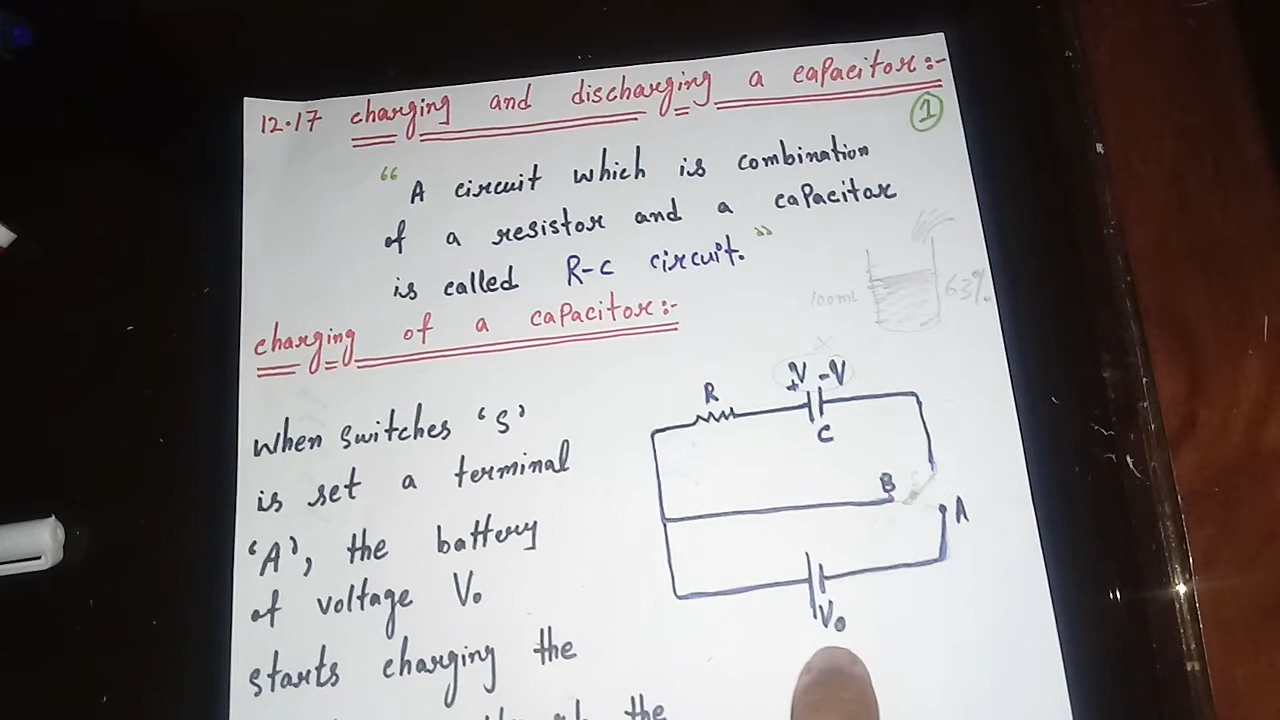 12.17 charging and discharging a capacitor:-
1
“ A circuit which is combination
of a resistor and a capacitor
is called R-C circuit. ”
100mL
63%
charging of a capacitor:-
R
+V -V
C
B
A
V₀
When switches 'S'
is set a terminal
'A', the battery
of voltage V₀
starts charging the
the